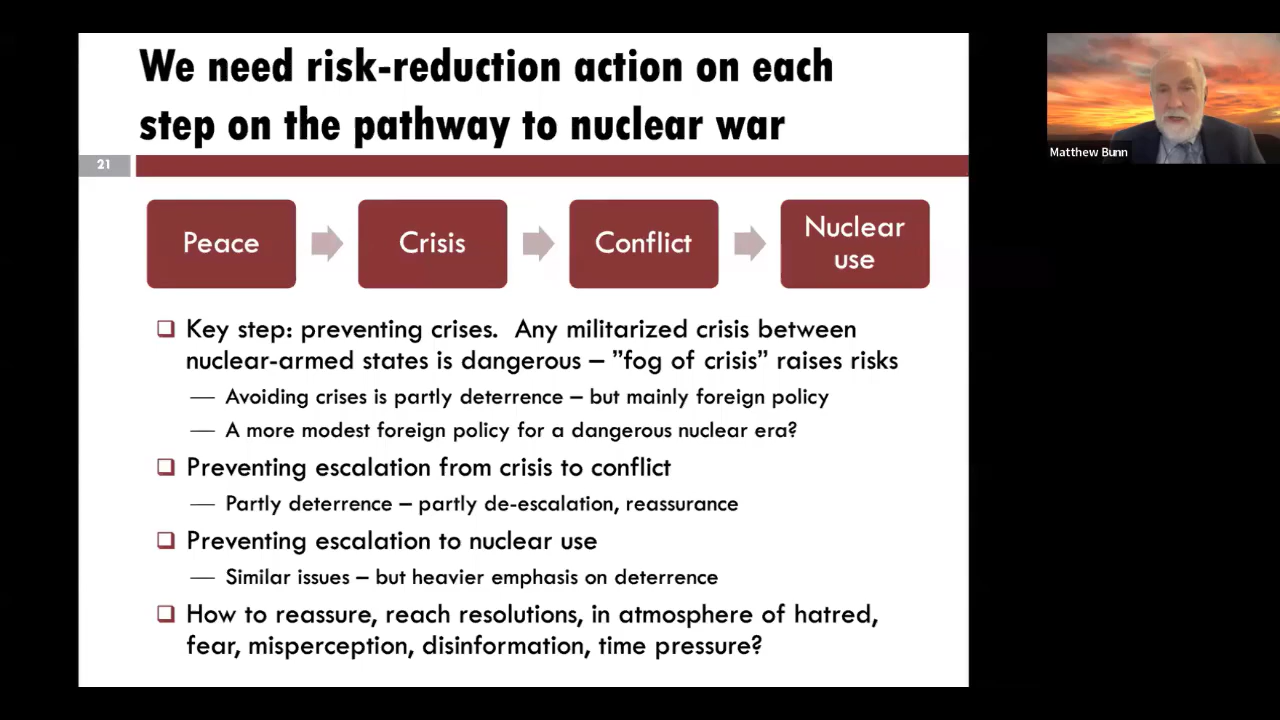 We need risk-reduction action on each
step on the pathway to nuclear war
21
Peace
Crisis
Conflict
Nuclear
use
Key step: preventing crises.  Any militarized crisis between
nuclear-armed states is dangerous – ”fog of crisis” raises risks
— Avoiding crises is partly deterrence – but mainly foreign policy
— A more modest foreign policy for a dangerous nuclear era?
Preventing escalation from crisis to conflict
— Partly deterrence – partly de-escalation, reassurance
Preventing escalation to nuclear use
— Similar issues – but heavier emphasis on deterrence
How to reassure, reach resolutions, in atmosphere of hatred,
fear, misperception, disinformation, time pressure?
Matthew Bunn